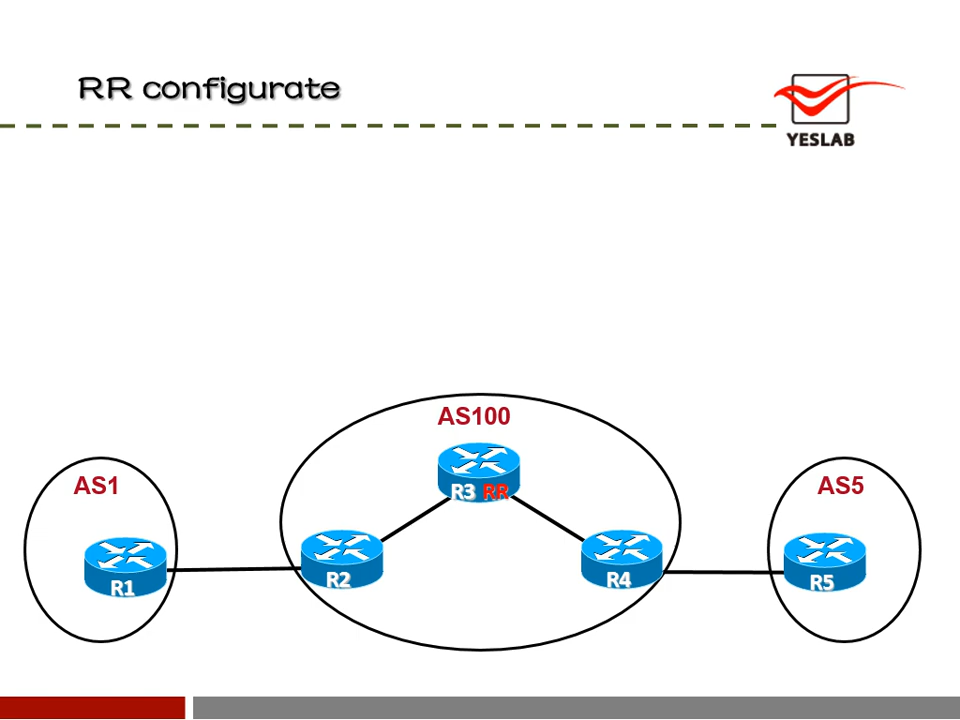 RR configurate
YESLAB
AS100
AS1
R3 RR
AS5
R1
R2
R4
R5